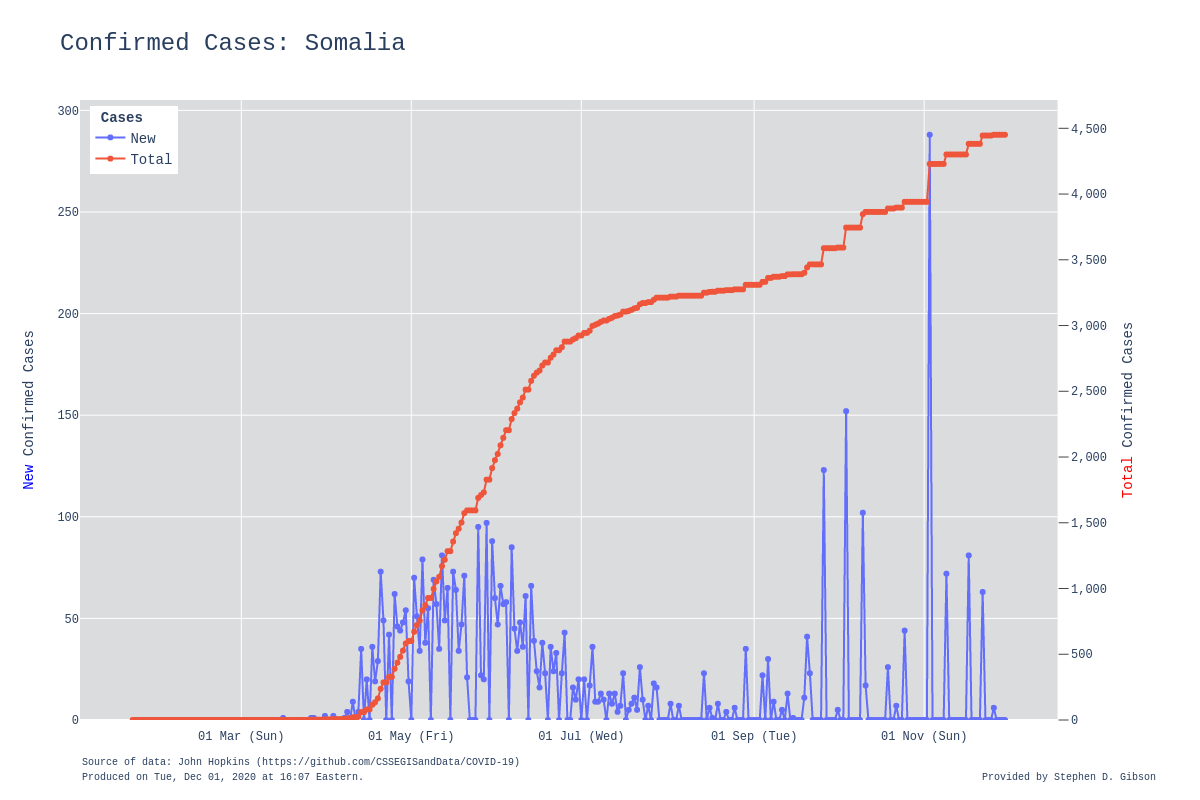 Confirmed Cases: Somalia
Cases
New
Total
300
250
200
150
100
50
0
4,500
4,000
3,500
3,000
2,500
2,000
1,500
1,000
500
0
New Confirmed Cases
Total Confirmed Cases
01 Mar (Sun)
01 May (Fri)
01 Jul (Wed)
01 Sep (Tue)
01 Nov (Sun)
Source of data: John Hopkins (https://github.com/CSSEGISandData/COVID-19)
Produced on Tue, Dec 01, 2020 at 16:07 Eastern.
Provided by Stephen D. Gibson